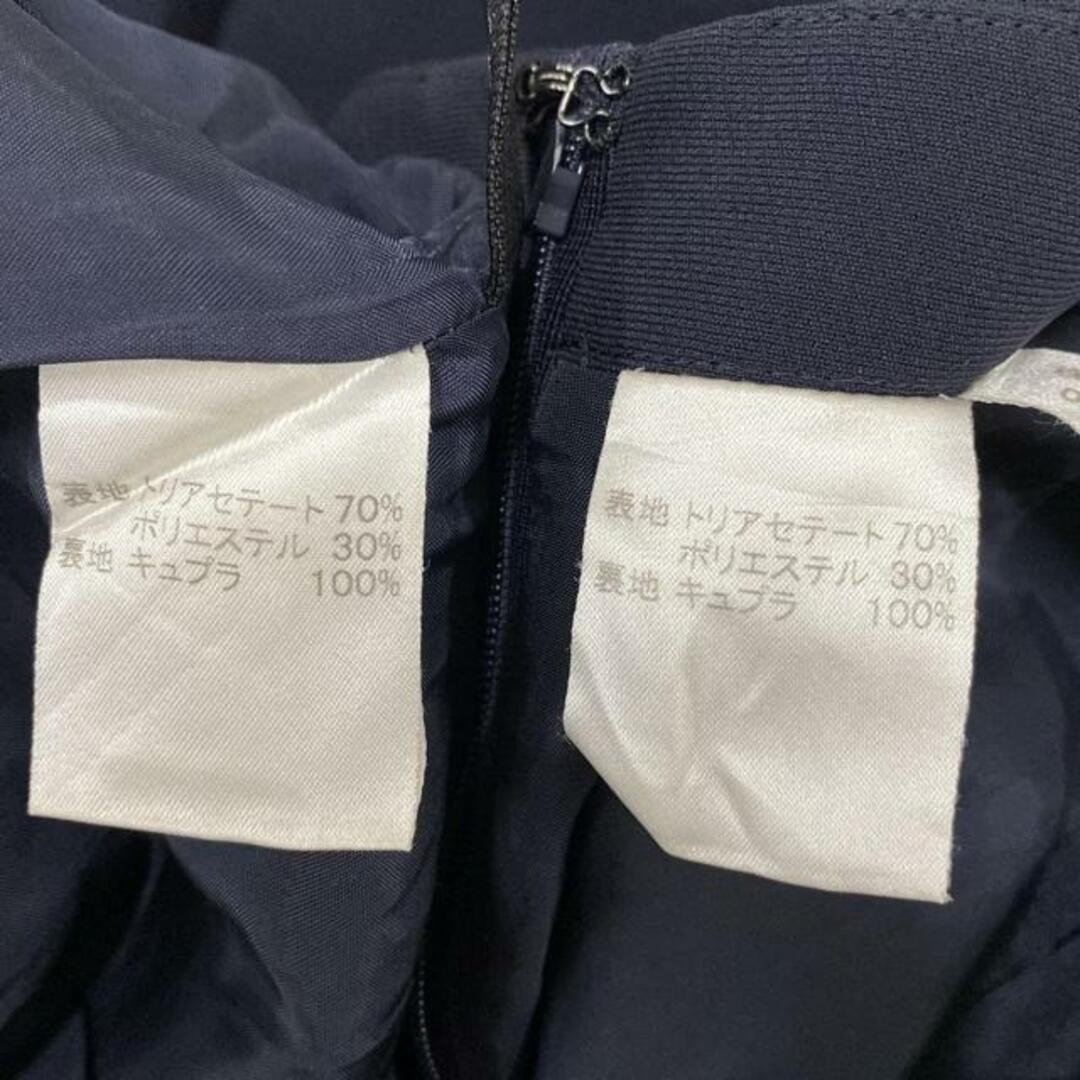 表地 トリアセテート 70%
ポリエステル 30%
裏地 キュプラ 100%
表地 トリアセテート 70%
ポリエステル 30%
裏地 キュプラ 100%